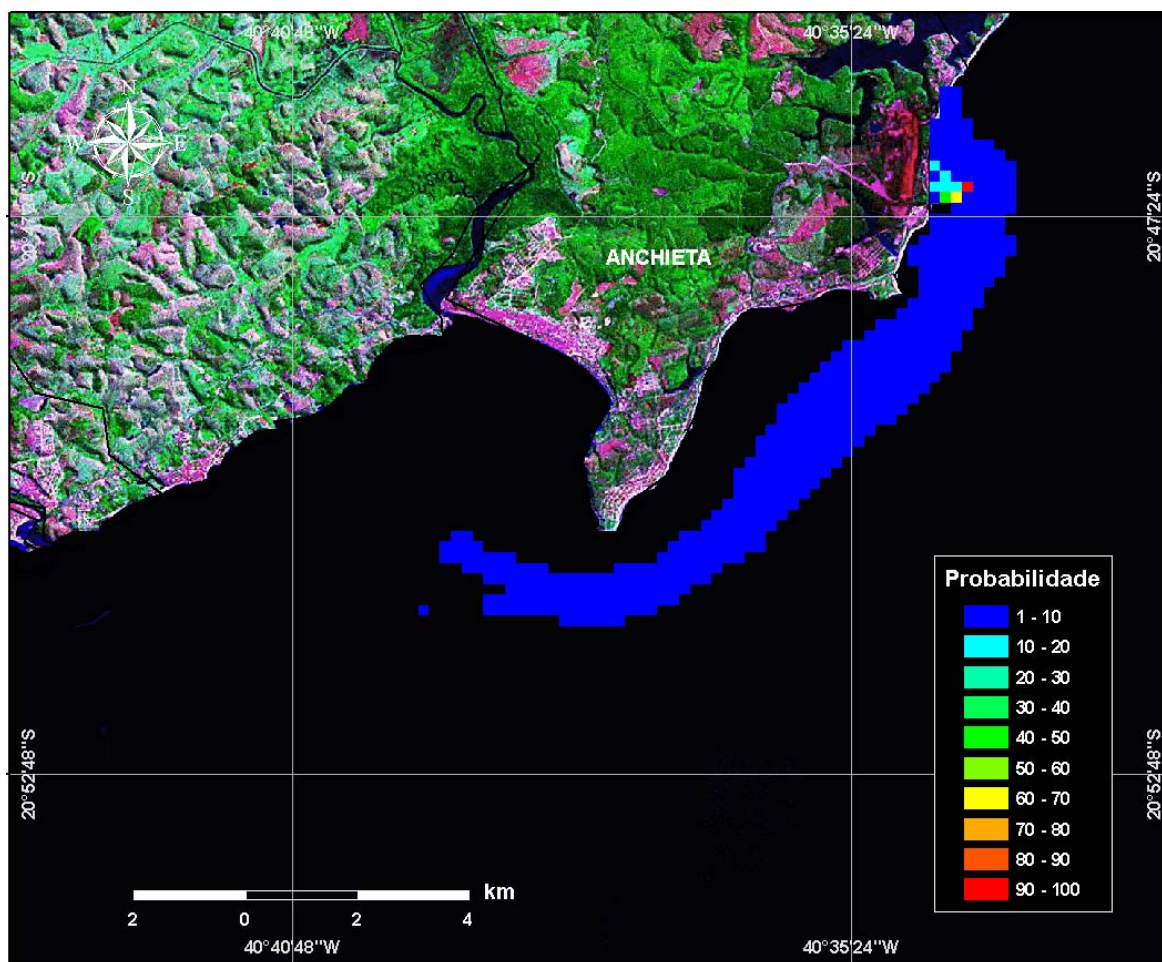 40°40'48"W
40°35'24"W
N
W
E
S
20°47'24"S
20°47'24"S
ANCHIETA
Probabilidade
1 - 10
10 - 20
20 - 30
30 - 40
40 - 50
50 - 60
60 - 70
70 - 80
80 - 90
90 - 100
20°52'48"S
20°52'48"S
km
2 0 2 4
40°40'48"W
40°35'24"W